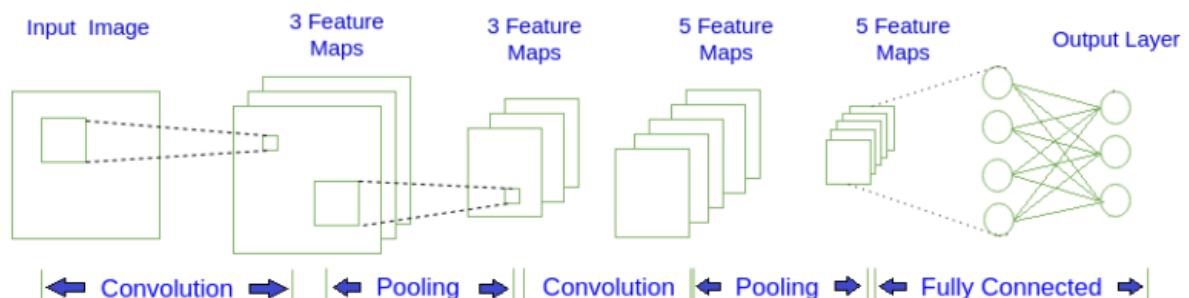 Input Image
3 Feature
Maps
3 Feature
Maps
5 Feature
Maps
5 Feature
Maps
Output Layer
Convolution
Pooling
Convolution
Pooling
Fully Connected